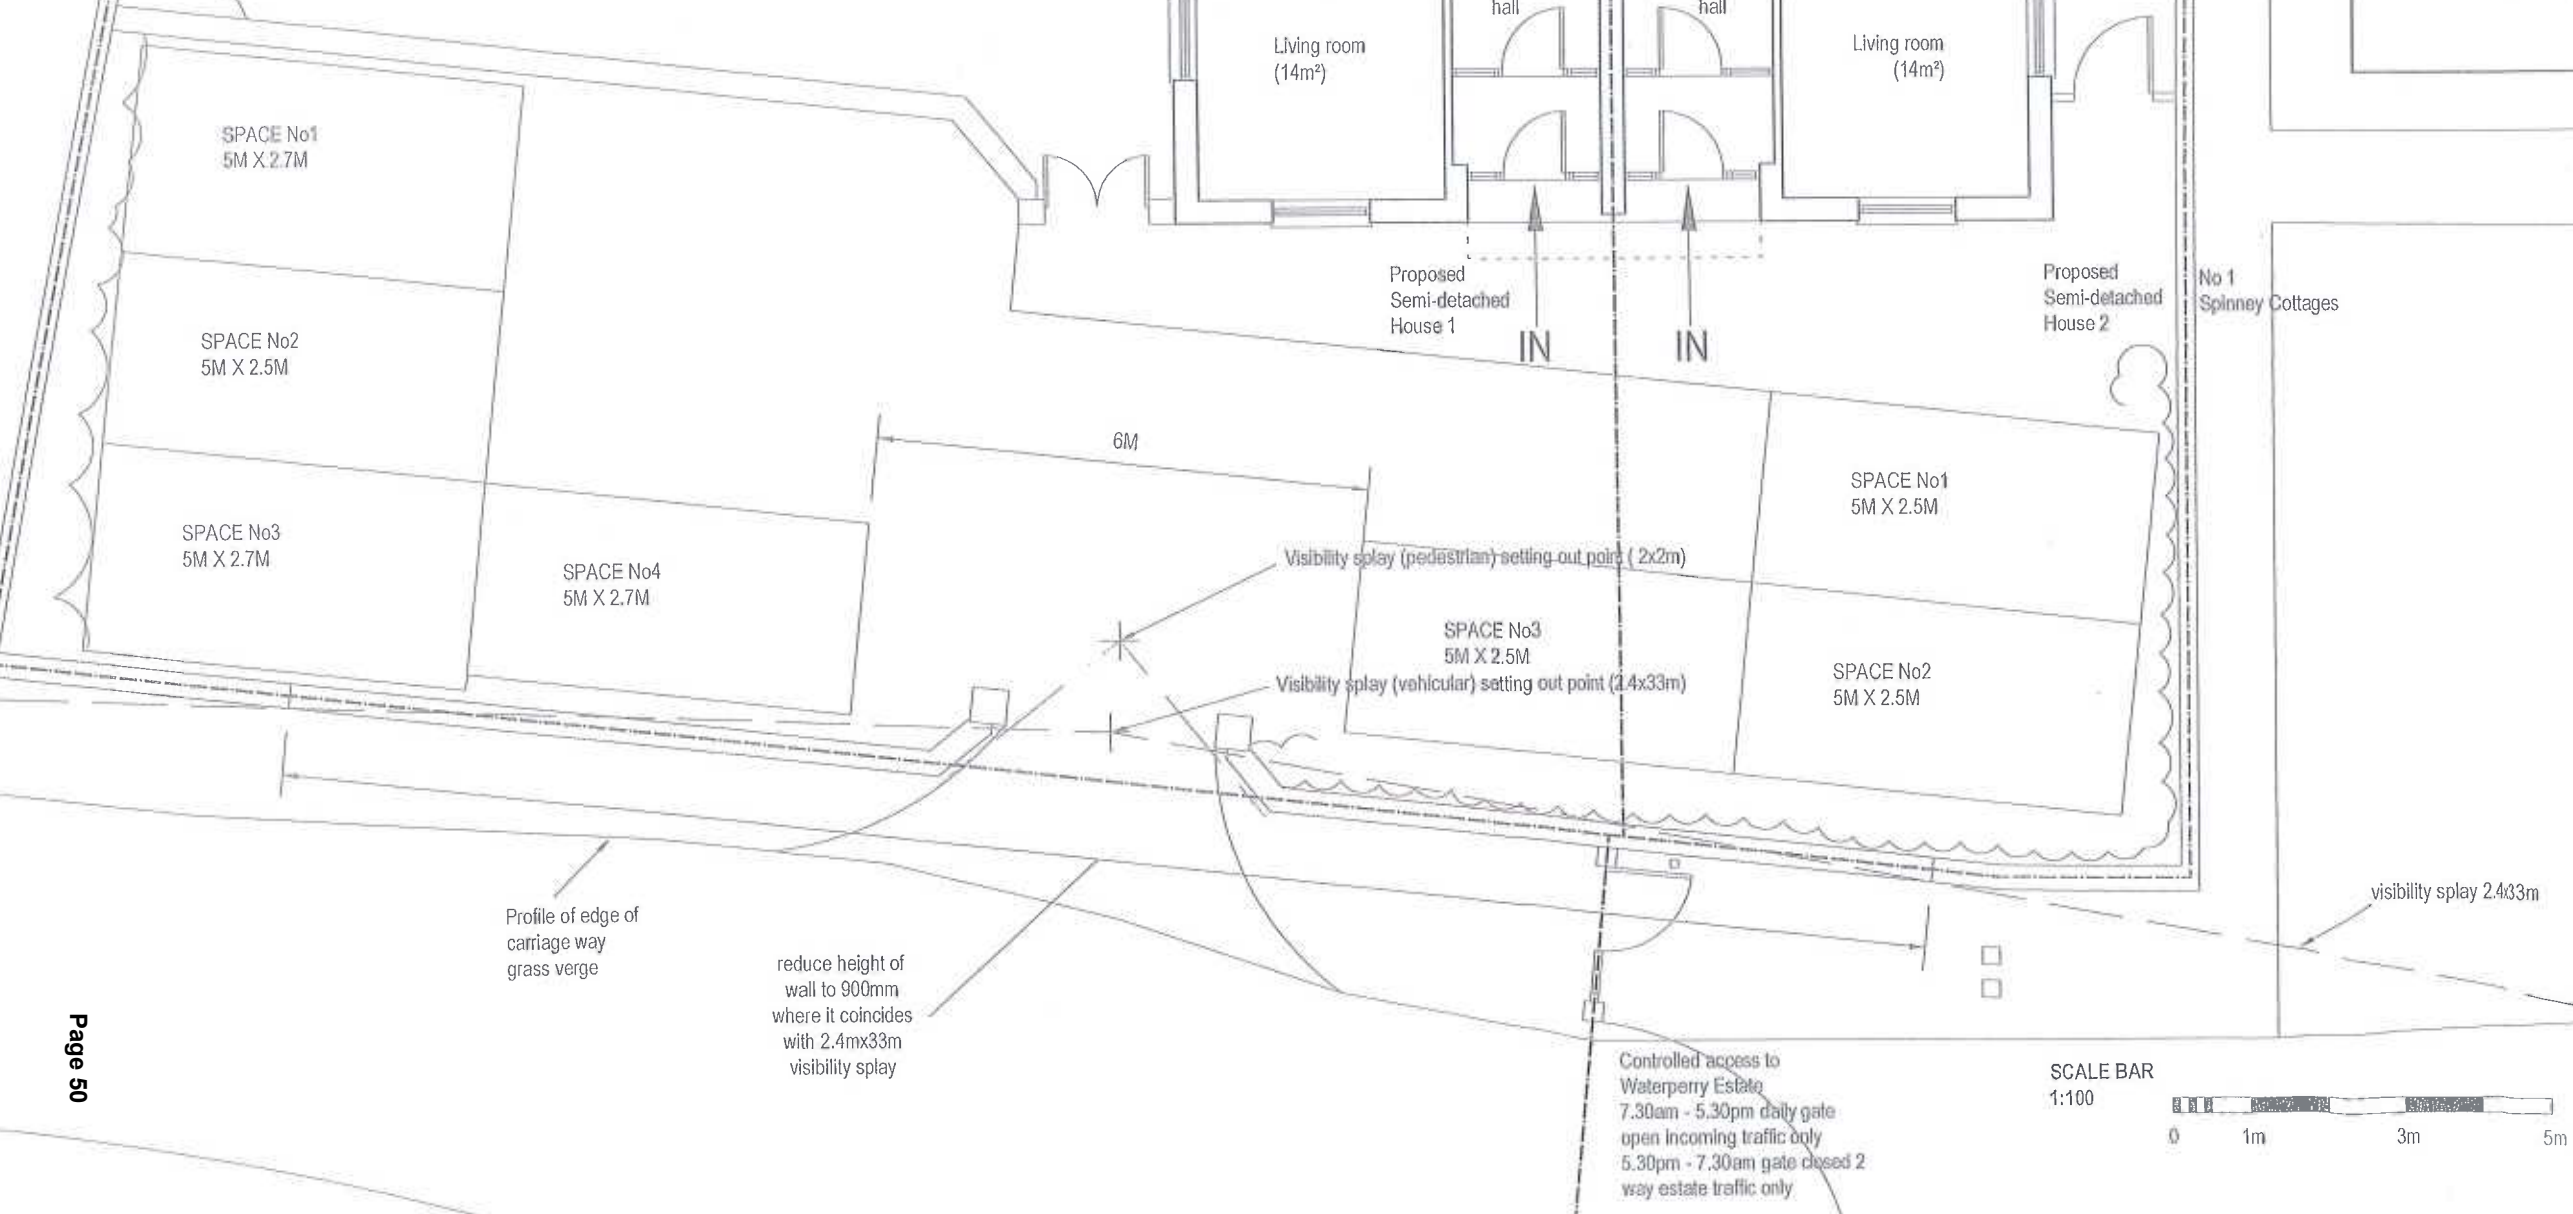 hall
hall
Living room
(14m²)
Living room
(14m²)
SPACE No1
5M X 2.7M
SPACE No2
5M X 2.5M
SPACE No3
5M X 2.7M
SPACE No4
5M X 2.7M
6M
Proposed
Semi-detached
House 1
IN
IN
Proposed
Semi-detached
House 2
No 1
Spinney Cottages
SPACE No1
5M X 2.5M
Visibility splay (pedestrian) setting out point ( 2x2m)
SPACE No3
5M X 2.5M
Visibility splay (vehicular) setting out point (2.4x33m)
SPACE No2
5M X 2.5M
Profile of edge of
carriage way
grass verge
reduce height of
wall to 900mm
where it coincides
with 2.4mx33m
visibility splay
visibility splay 2.4x33m
Controlled access to
Waterperry Estate
7.30am - 5.30pm daily gate
open incoming traffic only
5.30pm - 7.30am gate closed 2
way estate traffic only
SCALE BAR
1:100
0 1m 3m 5m
Page 50